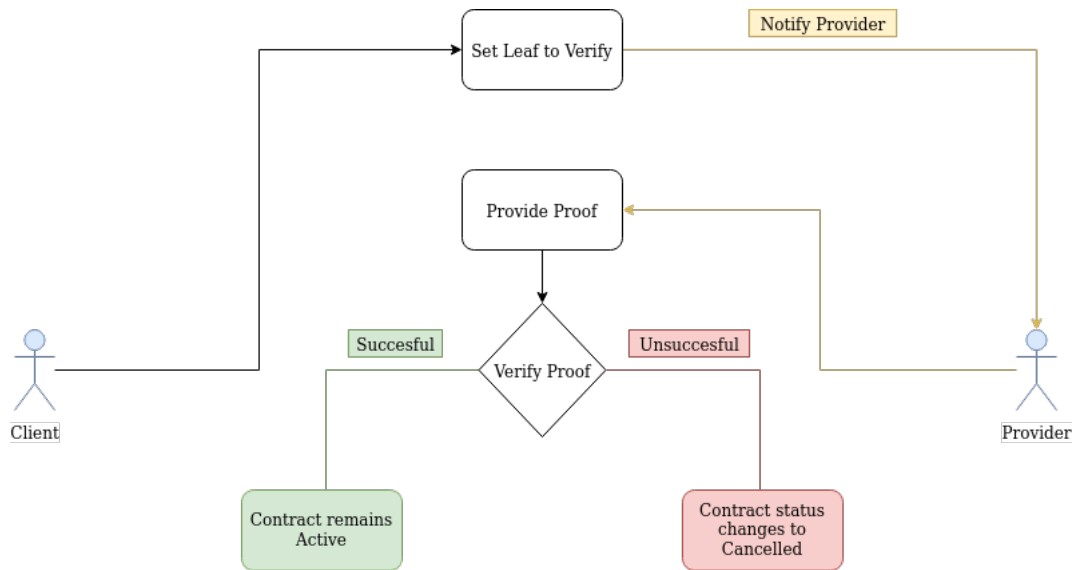 Notify Provider
Set Leaf to Verify
Provide Proof
Succesful
Unsuccesful
Verify Proof
Client
Provider
Contract remains
Active
Contract status
changes to
Cancelled